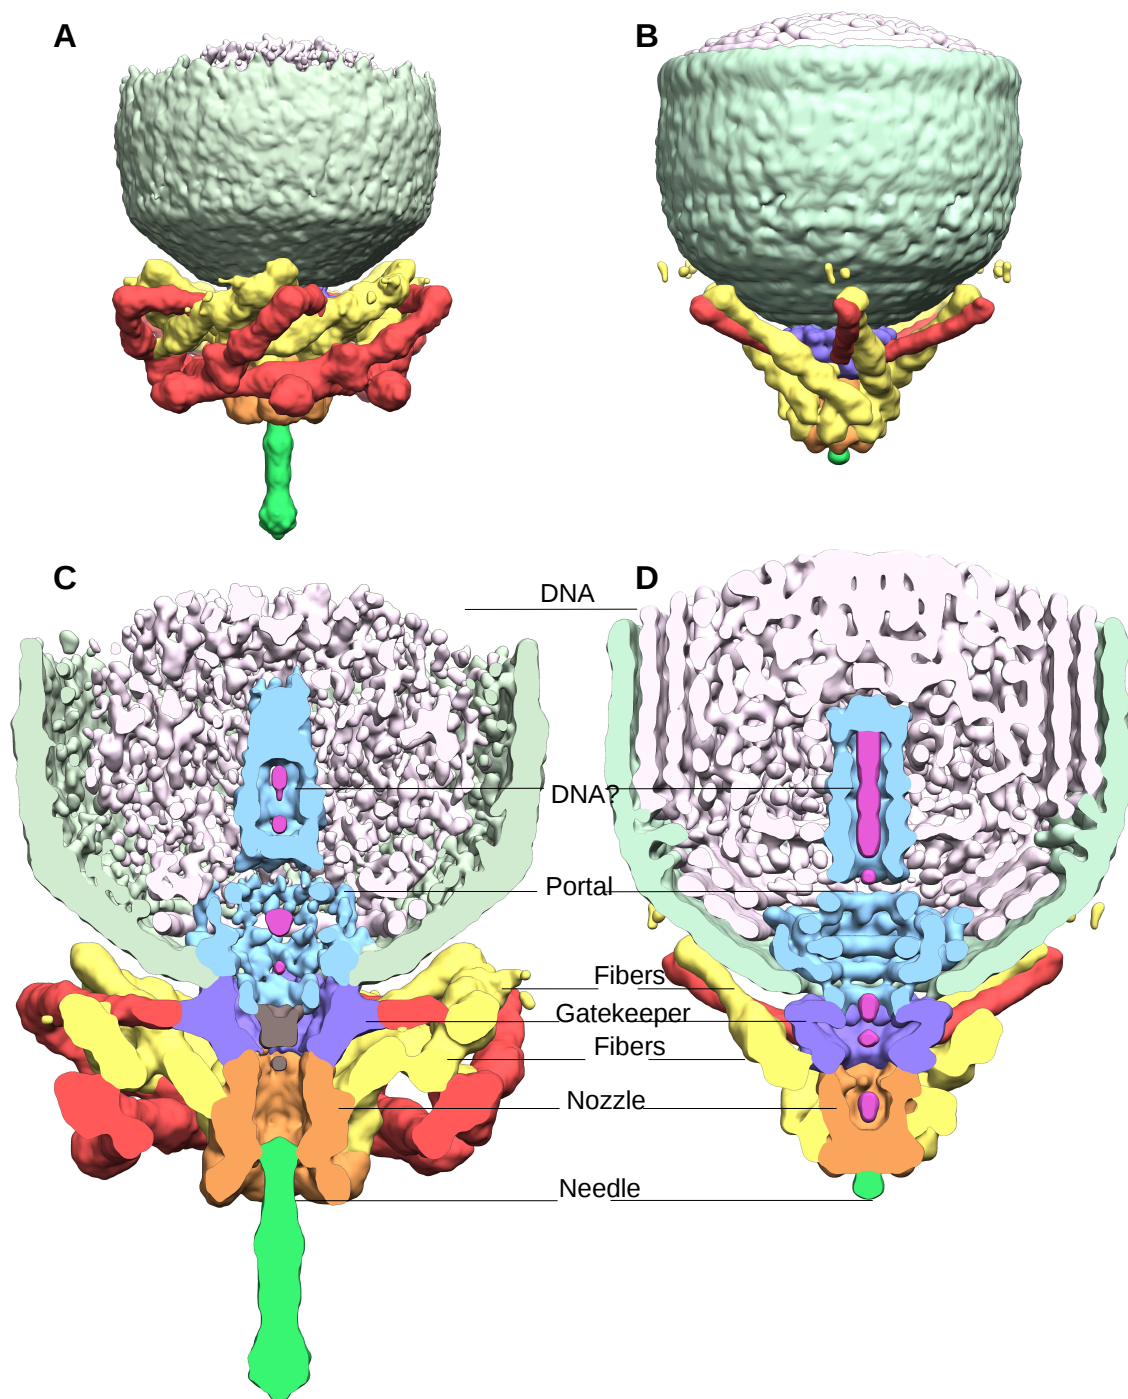 A
B
C
D
DNA
DNA?
Portal
Fibers
Gatekeeper
Fibers
Nozzle
Needle